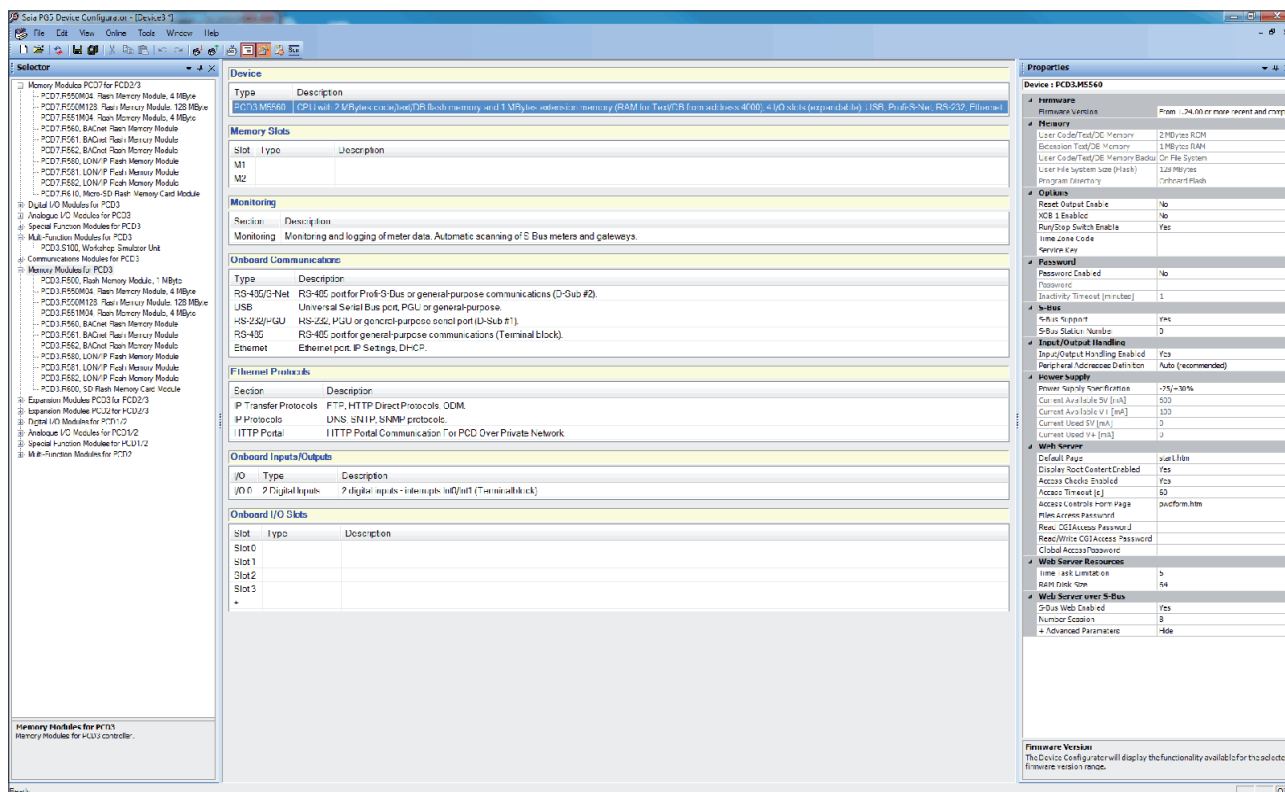 Saia PG5 Device Configurator - [Device3 *]
File Edit View Online Tools Window Help
Selector
Memory Modules PCD7 for PCD2/3
PCD7.R550M04, Flash Memory Module, 4 MByte
PCD7.R550M128, Flash Memory Module, 128 MByte
PCD7.R551M04, Flash Memory Module, 4 MByte
PCD7.R560, BACnet Flash Memory Module
PCD7.R561, BACnet Flash Memory Module
PCD7.R562, BACnet Flash Memory Module
PCD7.R580, LON/IP Flash Memory Module
PCD7.R581, LON/IP Flash Memory Module
PCD7.R582, LON/IP Flash Memory Module
PCD7.R610, Micro-SD Flash Memory Card Module
Digital I/O Modules for PCD3
Analogue I/O Modules for PCD3
Special Function Modules for PCD3
Multi-Function Modules for PCD3
PCD3.S100, Workshop Simulator Unit
Communications Modules for PCD3
Memory Modules for PCD3
PCD3.R500, Flash Memory Module, 1 MByte
PCD3.R550M04, Flash Memory Module, 4 MByte
PCD3.R550M128, Flash Memory Module, 128 MByte
PCD3.R551M04, Flash Memory Module, 4 MByte
PCD3.R560, BACnet Flash Memory Module
PCD3.R561, BACnet Flash Memory Module
PCD3.R562, BACnet Flash Memory Module
PCD3.R580, LON/IP Flash Memory Module
PCD3.R581, LON/IP Flash Memory Module
PCD3.R582, LON/IP Flash Memory Module
PCD3.R600, SD Flash Memory Card Module
Expansion Modules PCD3 for PCD2/3
Expansion Modules PCD2 for PCD2/3
Digital I/O Modules for PCD1/2
Analogue I/O Modules for PCD1/2
Special Function Modules for PCD1/2
Multi-Function Modules for PCD2
Memory Modules for PCD3
Memory Modules for PCD3 controller.
Device
Type Description
PCD3.M5560 CPU with 2 MBytes code/text/DB flash memory and 1 MBytes extension memory (RAM for Text/DB from address 4000), 4 I/O slots (expandable), USB, Profi-S-Net, RS-232, Ethernet
Memory Slots
Slot Type Description
M1
M2
Monitoring
Section Description
Monitoring Monitoring and logging of meter data. Automatic scanning of S-Bus meters and gateways.
Onboard Communications
Type Description
RS-485/S-Net RS-485 port for Profi-S-Bus or general-purpose communications (D-Sub #2).
USB Universal Serial Bus port, PGU or general-purpose.
RS-232/PGU RS-232, PGU or general-purpose serial port (D-Sub #1).
RS-485 RS-485 port for general-purpose communications (Terminal block).
Ethernet Ethernet port. IP Settings, DHCP.
Ethernet Protocols
Section Description
IP Transfer Protocols FTP, HTTP Direct Protocols, ODM.
IP Protocols DNS, SNTP, SNMP protocols.
HTTP Portal HTTP Portal Communication For PCD Over Private Network
Onboard Inputs/Outputs
I/O Type Description
I/O 0 2 Digital Inputs 2 digital inputs - interrupts Int0/Int1 (Terminalblock)
Onboard I/O Slots
Slot Type Description
Slot 0
Slot 1
Slot 2
Slot 3
+
Properties
Device : PCD3.M5560
Firmware
Firmware Version From 1.24.00 or more recent and comp
Memory
User Code/Text/DB Memory 2 MBytes ROM
Extension Text/DB Memory 1 MBytes RAM
User Code/Text/DB Memory Backu On File System
User File System Size (Flash) 128 MBytes
Program Directory Onboard Flash
Options
Reset Output Enable No
XOB 1 Enabled No
Run/Stop Switch Enable Yes
Time Zone Code
Service Key
Password
Password Enabled No
Password
Inactivity Timeout [minutes] 1
S-Bus
S-Bus Support Yes
S-Bus Station Number 0
Input/Output Handling
Input/Output Handling Enabled Yes
Peripheral Addresses Definition Auto (recommended)
Power Supply
Power Supply Specification -25/+30%
Current Available 5V [mA] 600
Current Available V+ [mA] 100
Current Used 5V [mA] 0
Current Used V+ [mA] 0
Web Server
Default Page start.htm
Display Root Content Enabled Yes
Access Checks Enabled Yes
Access Timeout [s] 60
Access Controls Form Page pwdform.htm
Files Access Password
Read CGI Access Password
Read/Write CGI Access Password
Global Access Password
Web Server Resources
Time Task Limitation 5
RAM Disk Size 64
Web Server over S-Bus
S-Bus Web Enabled Yes
Number Session 8
+ Advanced Parameters Hide
Firmware Version
The Device Configurator will display the functionality available for the selecte
firmware version range.
Ready